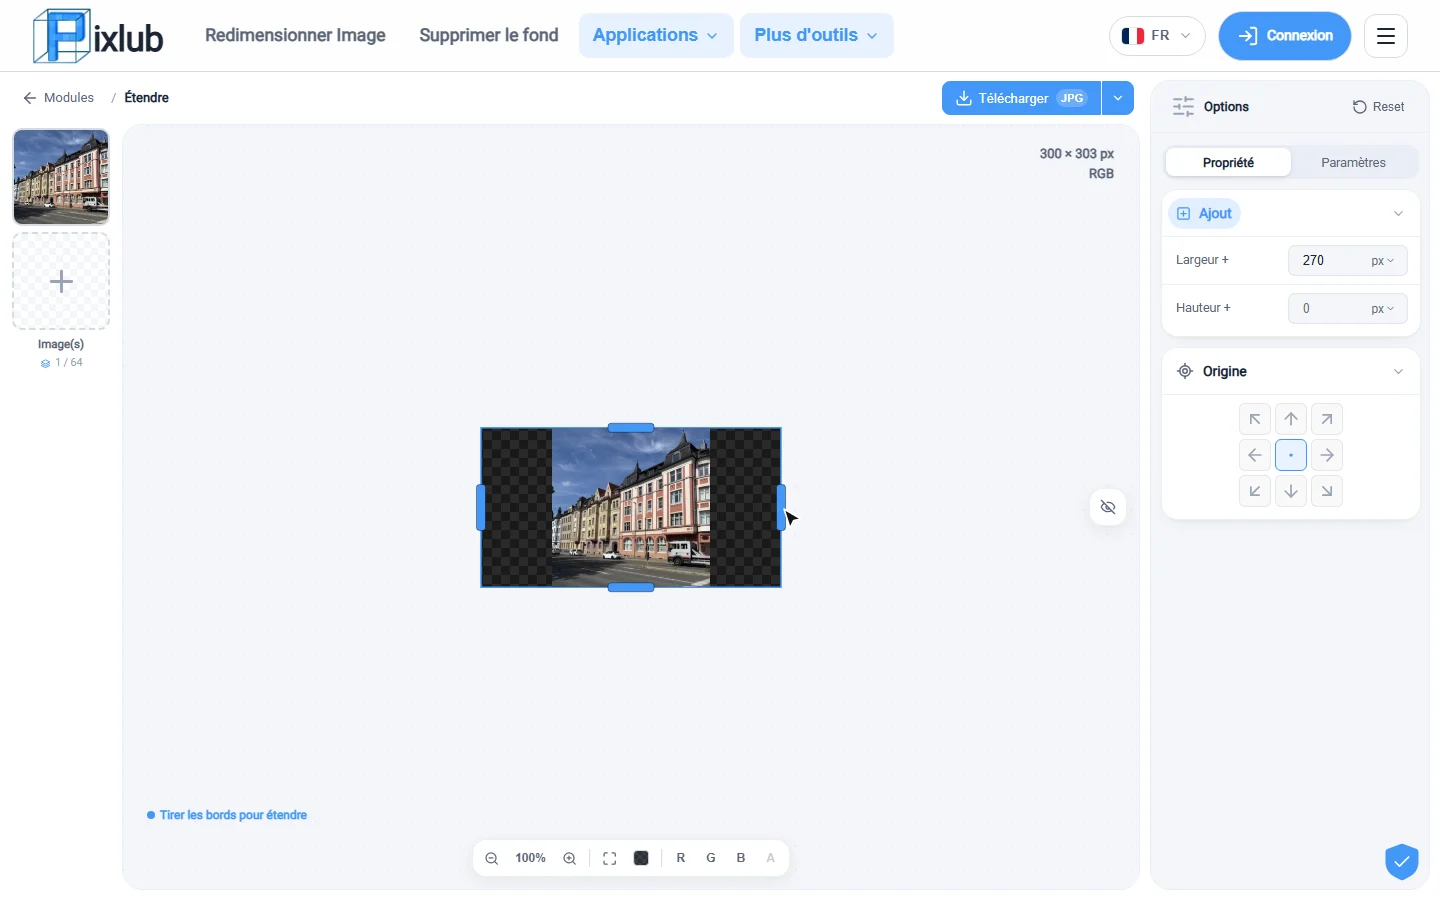 Pixlub
Redimensionner Image
Supprimer le fond
Applications
Plus d'outils
FR
Connexion
Modules / Étendre
Télécharger JPG
Options
Reset
300 × 303 px
RGB
Propriété
Paramètres
Ajout
Largeur + 270 px
Hauteur + 0 px
Image(s)
1 / 64
Origine
Tirer les bords pour étendre
100% R G B A